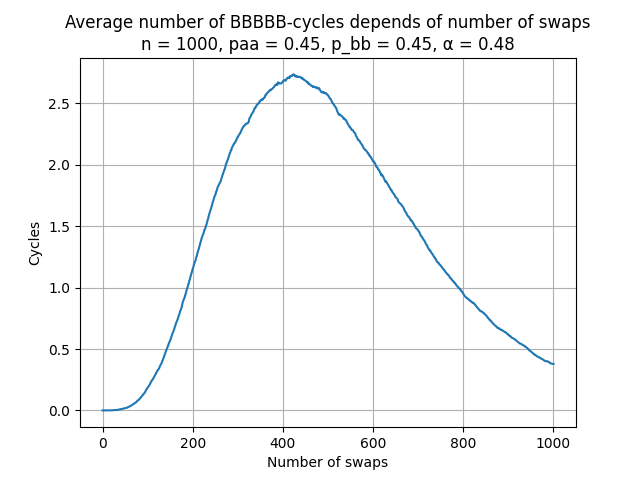 Average number of BBBBB-cycles depends of number of swaps
n = 1000, paa = 0.45, p_bb = 0.45, α = 0.48
Cycles
2.5
2.0
1.5
1.0
0.5
0.0
0 200 400 600 800 1000
Number of swaps